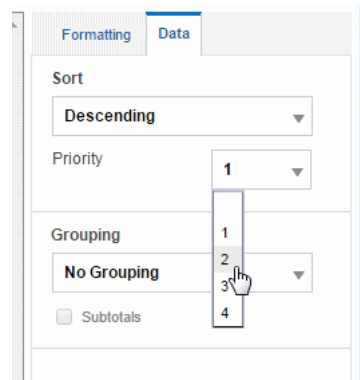 Formatting Data
Sort
Descending
Priority 1
1
Grouping
2
No Grouping
3
Subtotals 4